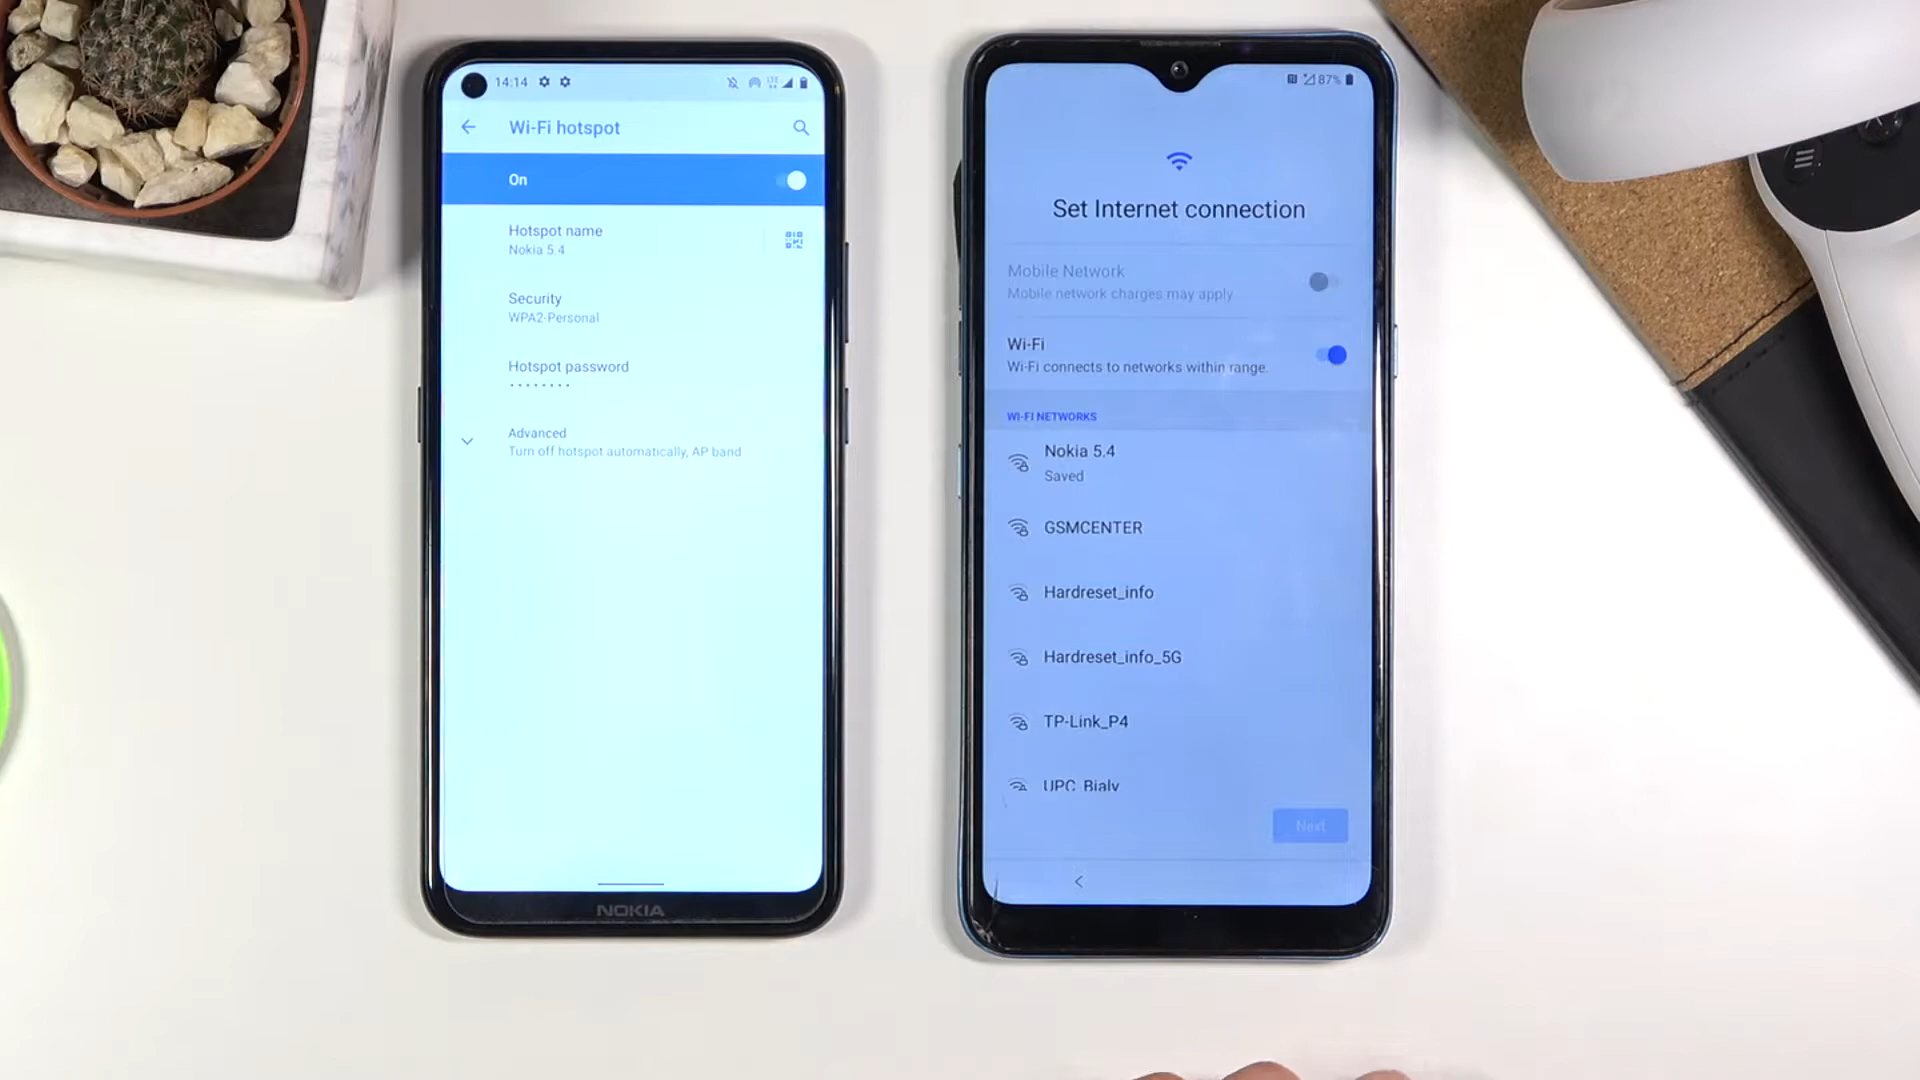 14:14
Wi-Fi hotspot
On
Hotspot name
Nokia 5.4
Security
WPA2-Personal
Hotspot password
Advanced
Turn off hotspot automatically, AP band
NOKIA
87%
Set Internet connection
Mobile Network
Mobile network charges may apply
Wi-Fi
Wi-Fi connects to networks within range.
WI-FI NETWORKS
Nokia 5.4
Saved
GSMCENTER
Hardreset_info
Hardreset_info_5G
TP-Link_P4
UPC Bialy
Next